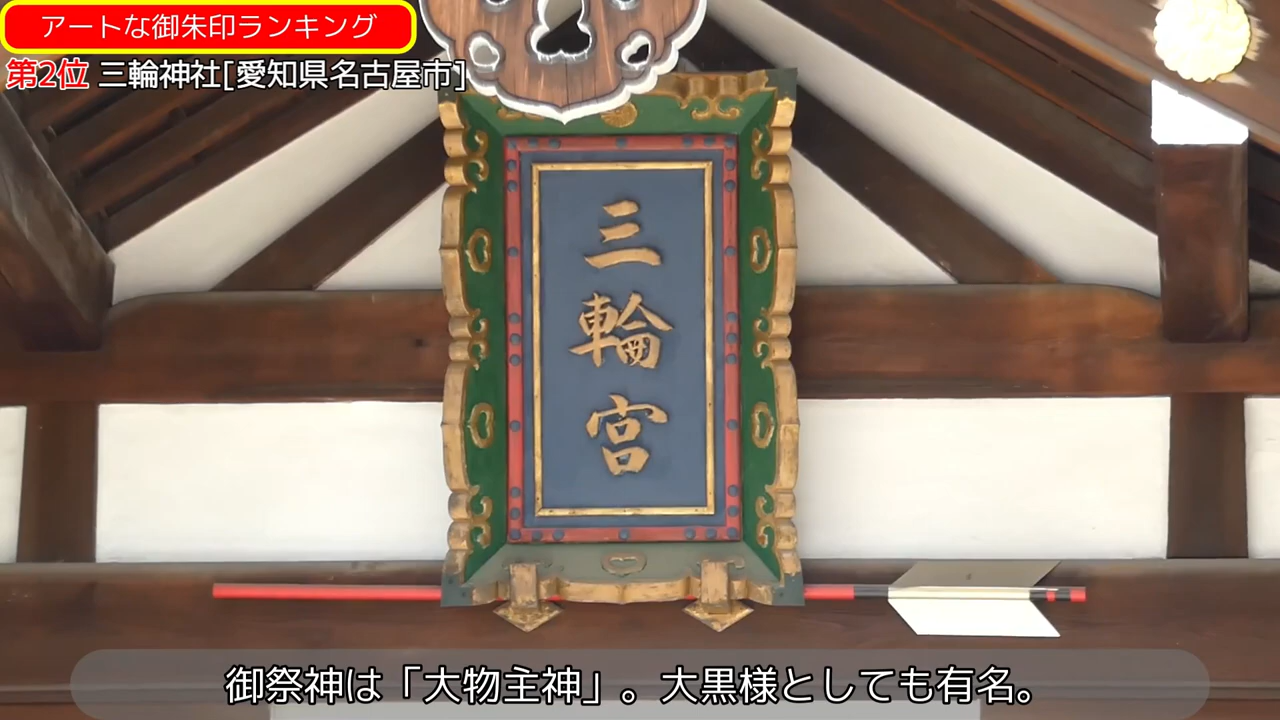 アートな御朱印ランキング
第2位 三輪神社[愛知県名古屋市]
三輪宮
御祭神は「大物主神」。大黒様としても有名。